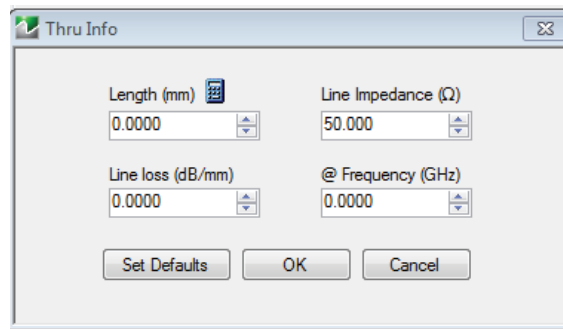 Thru Info
Length (mm) Line Impedance (Ω)
0.0000 50.000
Line loss (dB/mm) @ Frequency (GHz)
0.0000 0.0000
Set Defaults OK Cancel